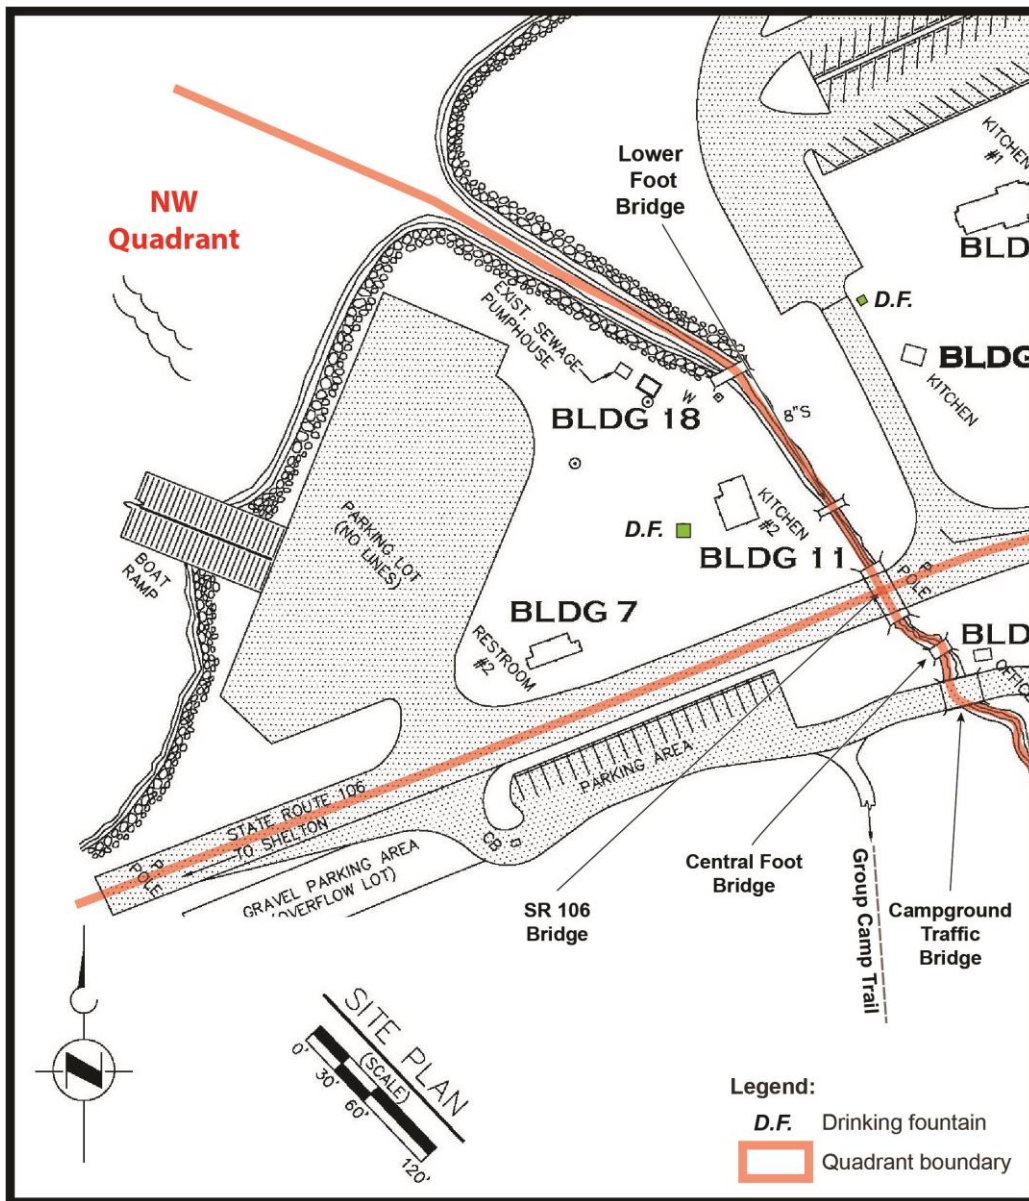 KITCHEN
#1
BLD
Lower
Foot
Bridge
NW
Quadrant
D.F.
EXIST. SEWAGE
PUMPHOUSE
BLDG
KITCHEN
W
8"S
BLDG 18
PARKING LOT
(NO LINES)
KITCHEN
#2
D.F.
BLDG 11
BOAT
RAMP
P.
POLE
BLDG 7
RESTROOM
#2
BLD
OFFIC
PARKING AREA
STATE ROUTE 106
TO SHELTON
CB
P.
POLE
GRAVEL PARKING AREA
(OVERFLOW LOT)
Central Foot
Bridge
SR 106
Bridge
Group Camp Trail
Campground
Traffic
Bridge
SITE PLAN
(SCALE)
0' 30' 60' 120'
Legend:
D.F. Drinking fountain
Quadrant boundary